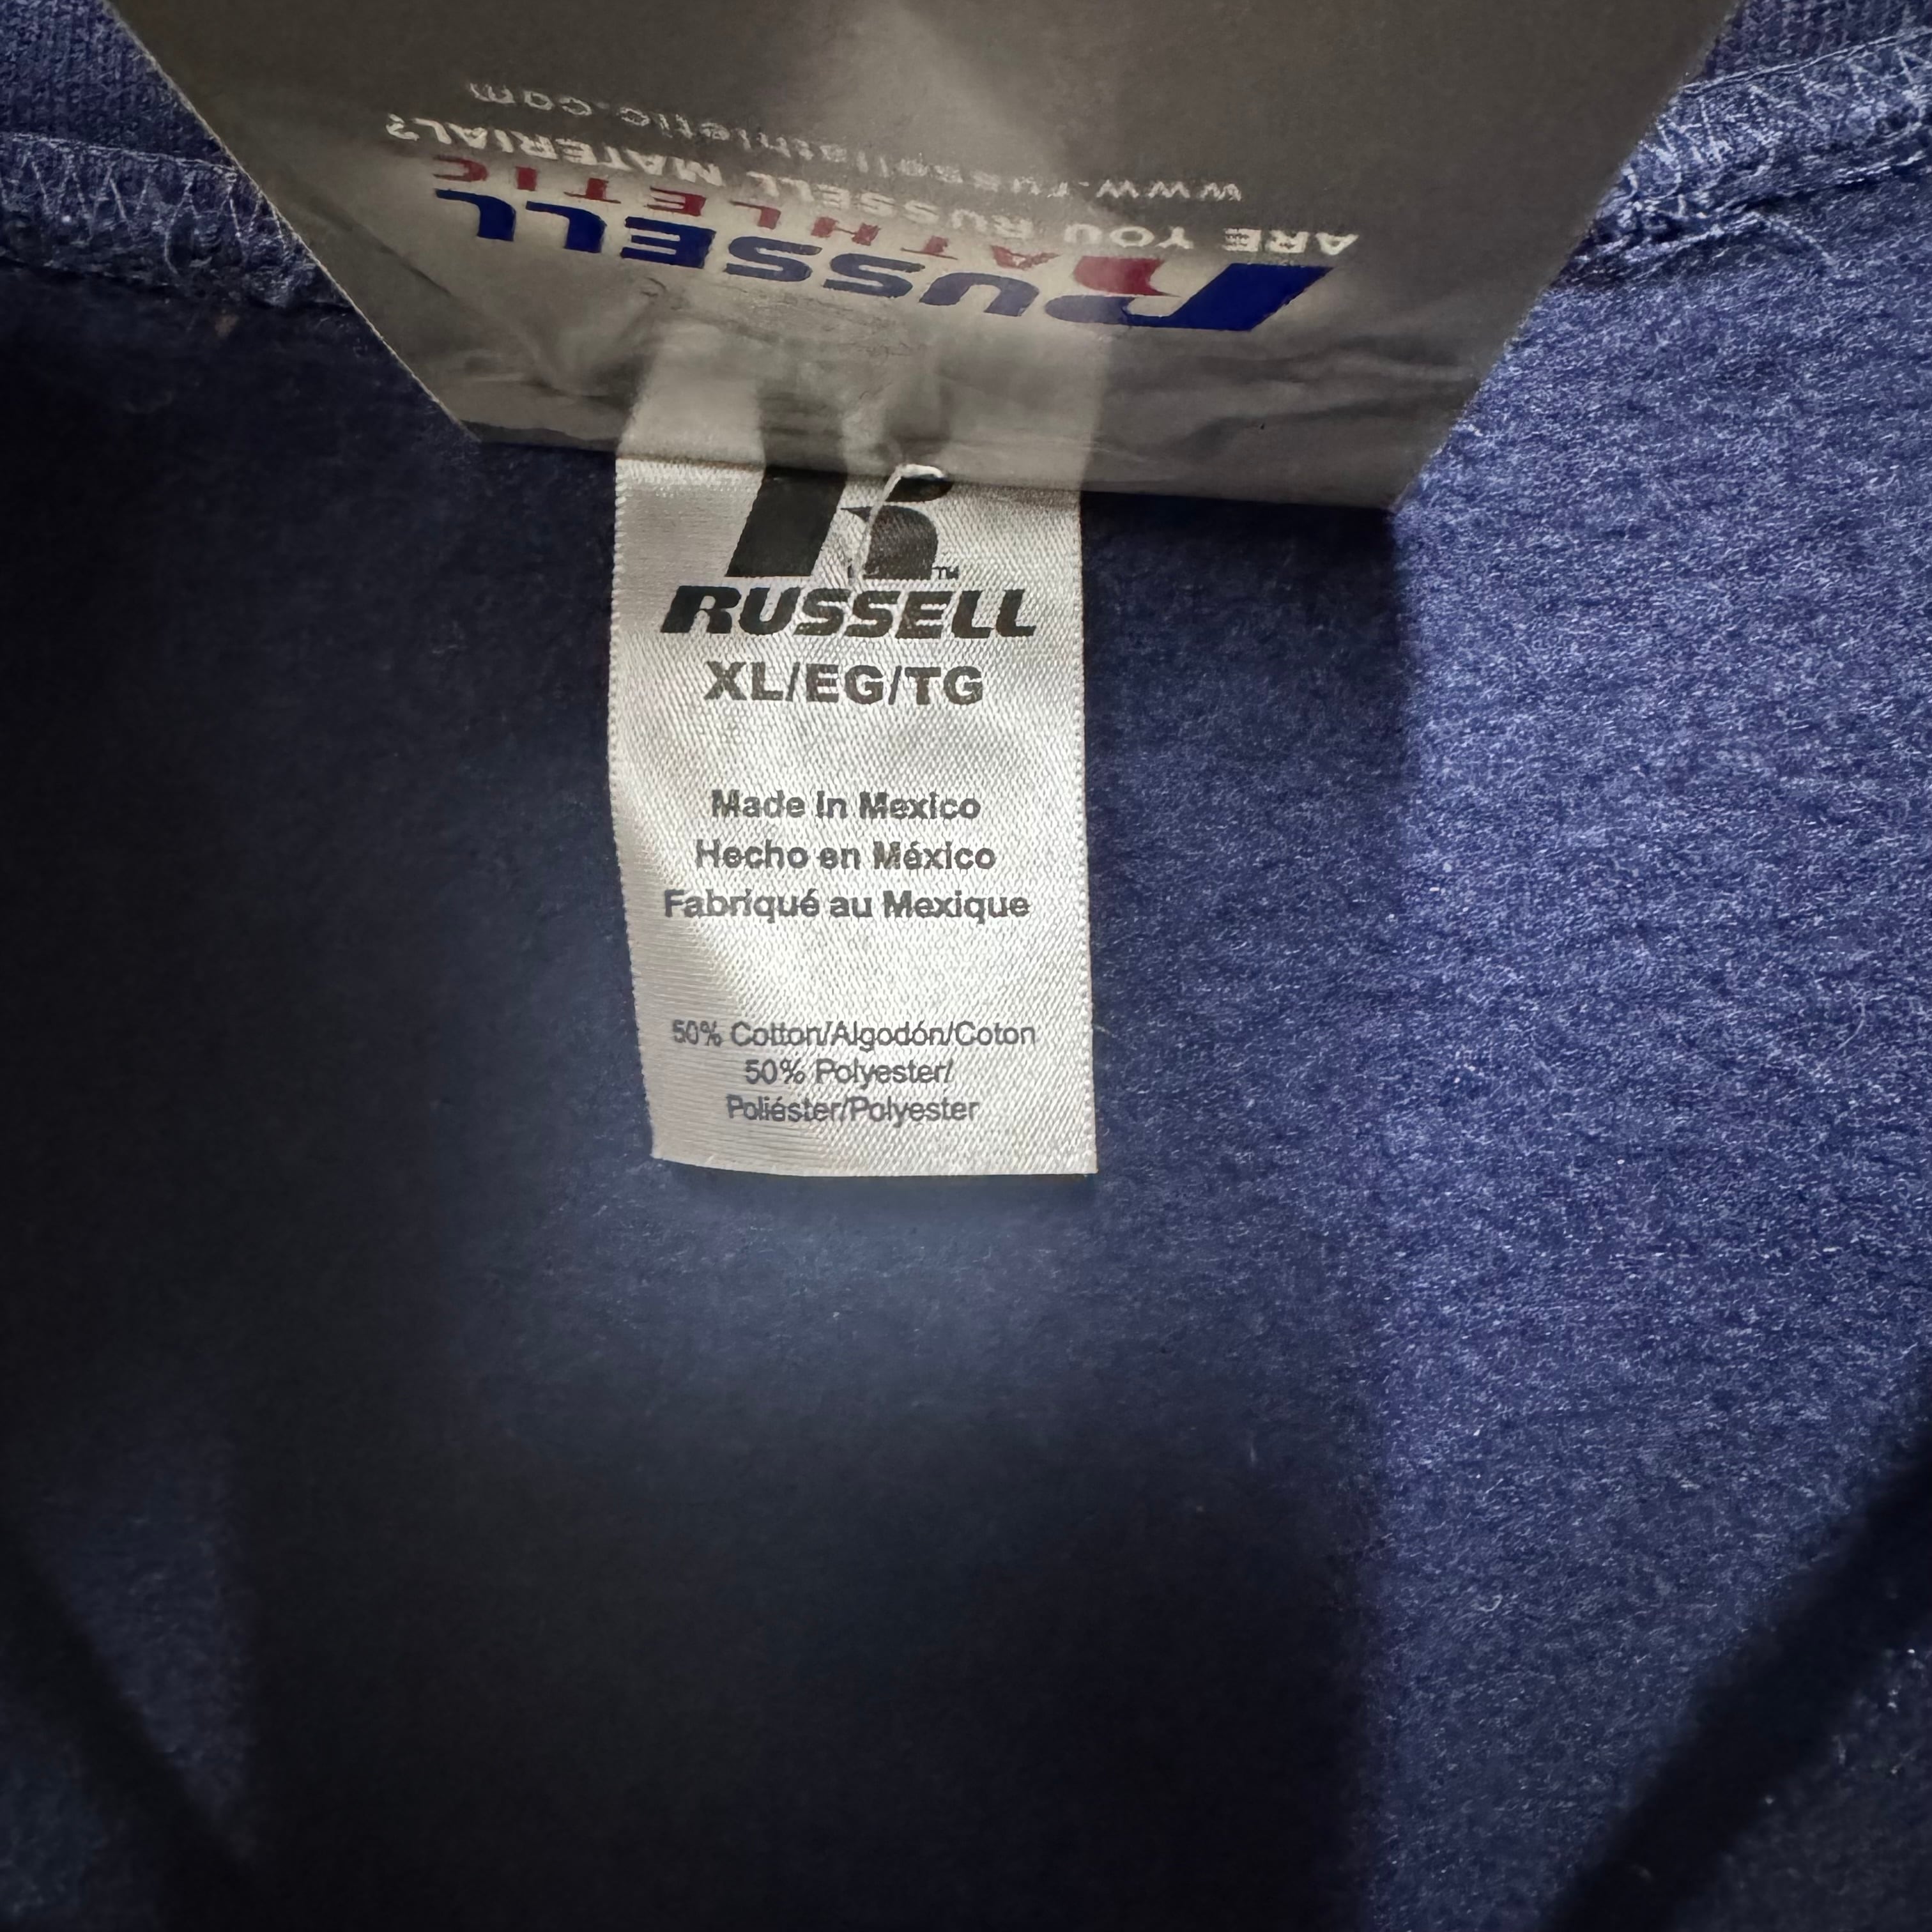 www.russellathletic.com
ARE YOU RUSSELL MATERIAL?
ATHLETIC
RUSSELL
R™
RUSSELL
XL/EG/TG
Made in Mexico
Hecho en México
Fabriqué au Mexique
50% Cotton/Algodón/Coton
50% Polyester/
Poliéster/Polyester